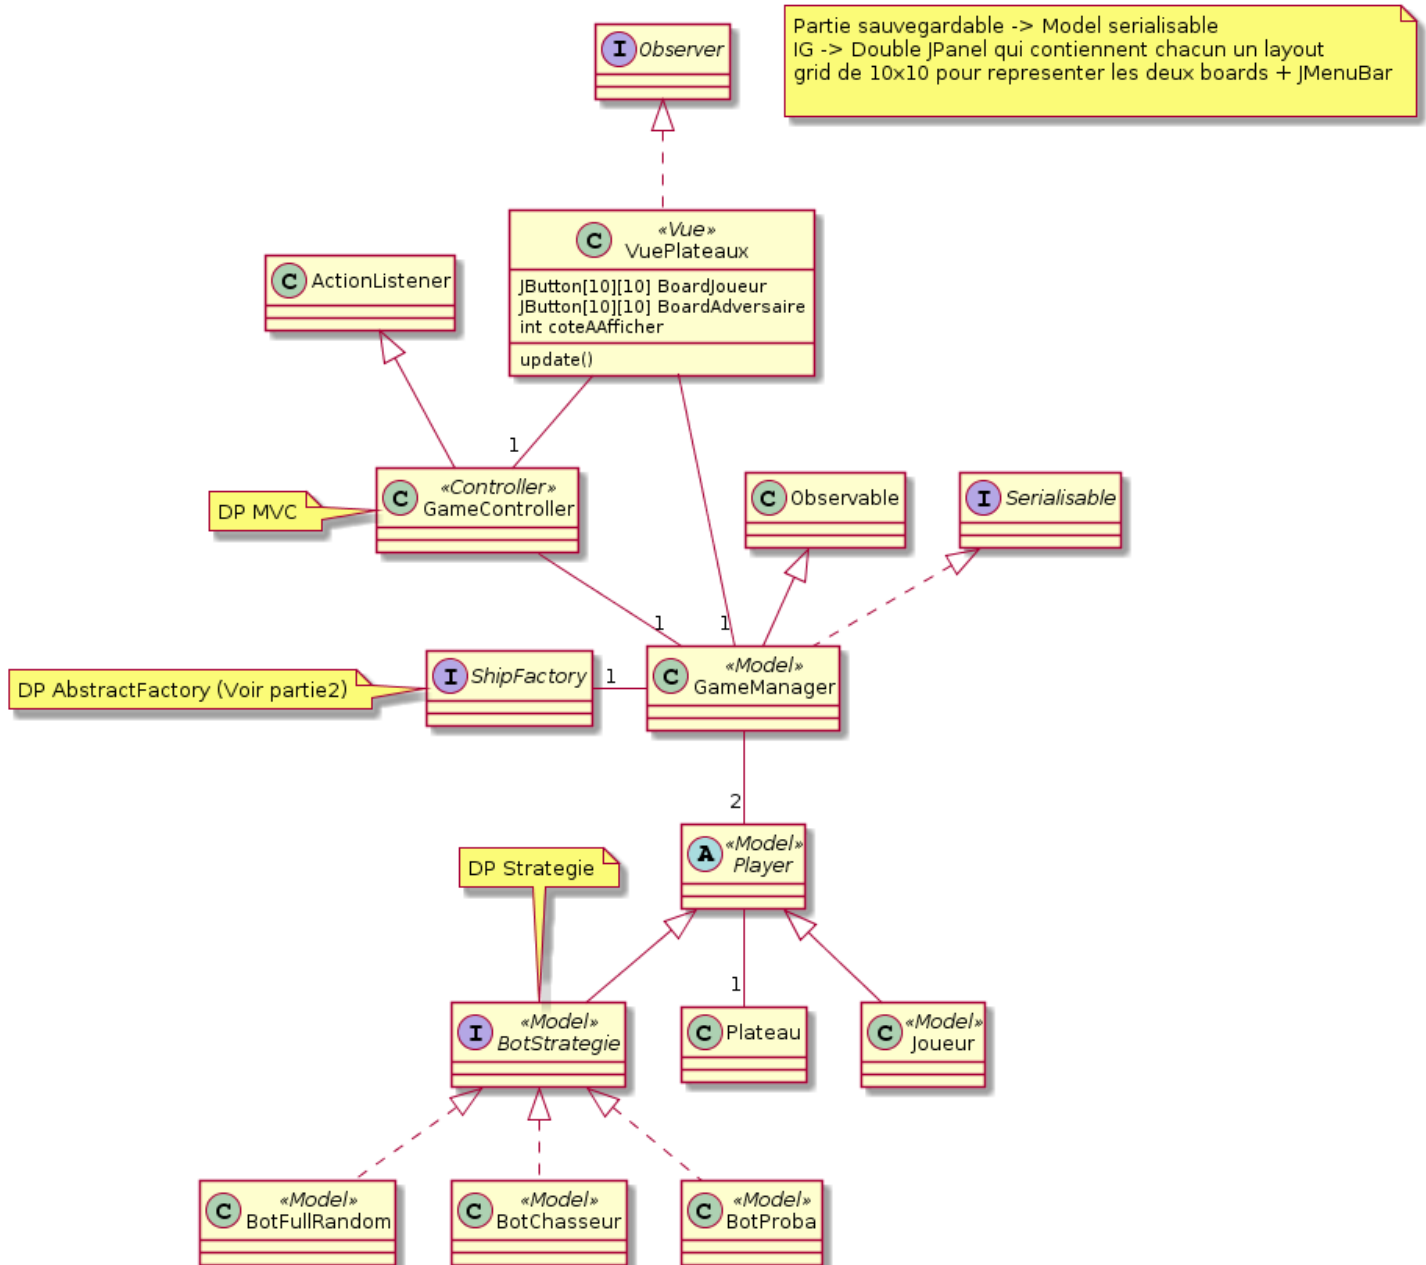 Partie sauvegardable -> Model serialisable
IG -> Double JPanel qui contiennent chacun un layout
grid de 10x10 pour representer les deux boards + JMenuBar
I Observer
C «Vue»
VuePlateaux
JButton[10][10] BoardJoueur
JButton[10][10] BoardAdversaire
int coteAAfficher
update()
C ActionListener
1
C «Controller»
GameController
DP MVC
C Observable
I Serialisable
1
1
DP AbstractFactory (Voir partie2)
I ShipFactory
1
C «Model»
GameManager
2
A «Model»
Player
DP Strategie
1
I «Model»
BotStrategie
C Plateau
C «Model»
Joueur
C «Model»
BotFullRandom
C «Model»
BotChasseur
C «Model»
BotProba